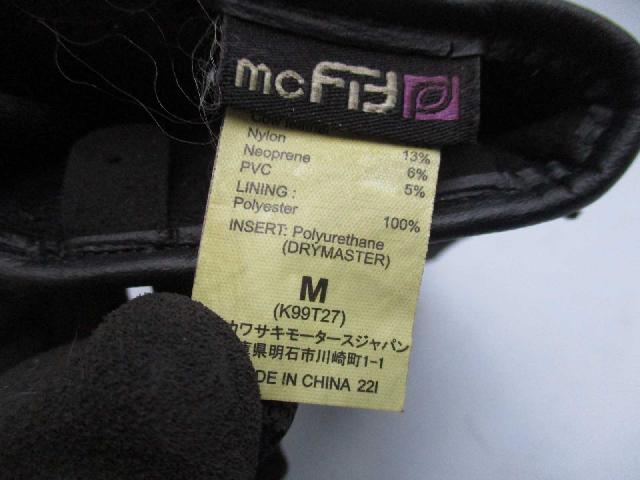 mcFit
Nylon 13%
Neoprene 6%
PVC 5%
LINING :
Polyester 100%
INSERT: Polyurethane
(DRYMASTER)
M
(K99T27)
カワサキモータースジャパン
県明石市川崎町1-1
DE IN CHINA 22I